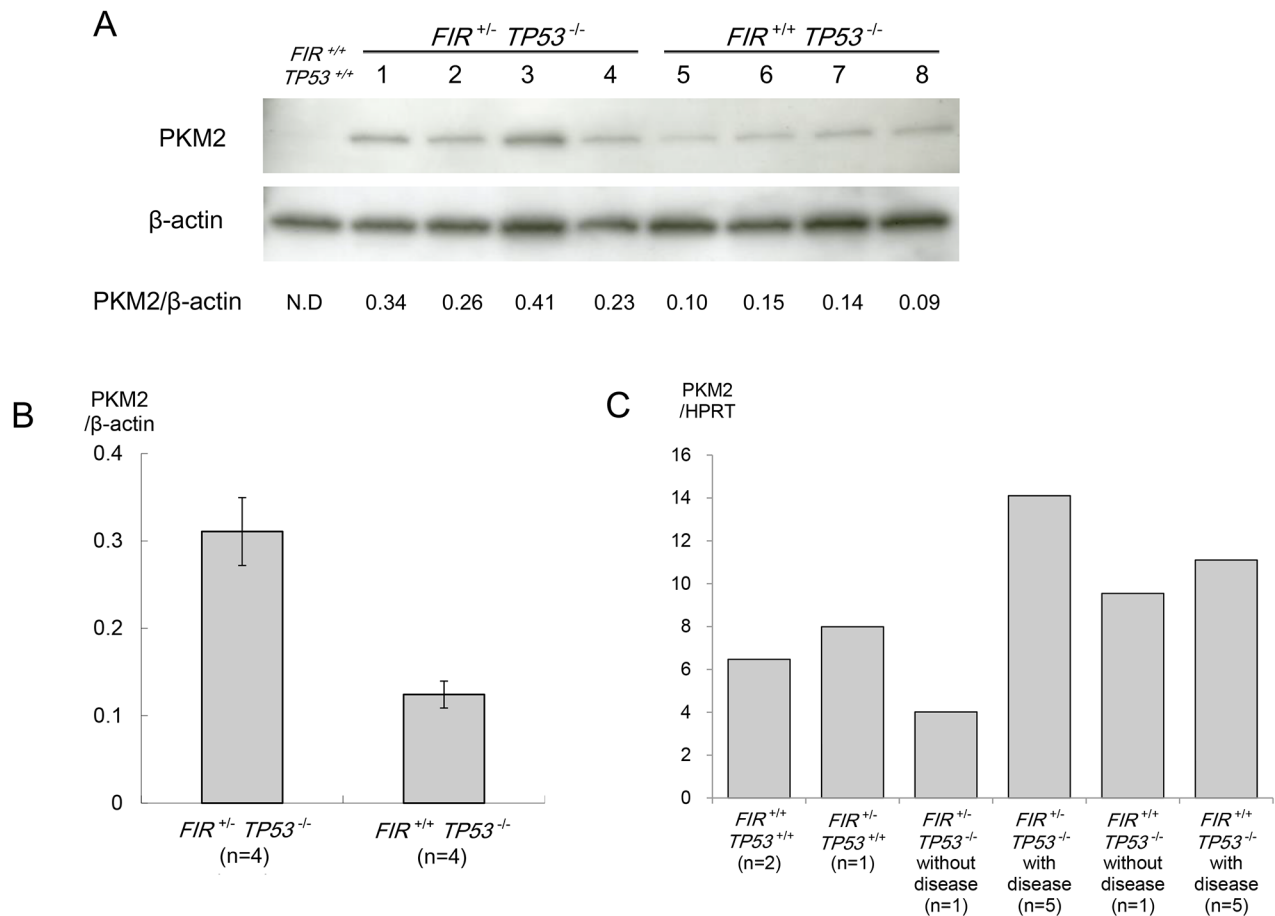 A
FIR +/+
TP53 +/+
FIR +/- TP53 -/-
FIR +/+ TP53 -/-
1 2 3 4 5 6 7 8
PKM2
β-actin
PKM2/β-actin N.D 0.34 0.26 0.41 0.23 0.10 0.15 0.14 0.09
B
PKM2
/β-actin
0.4
0.3
0.2
0.1
0
FIR +/- TP53 -/-
(n=4)
FIR +/+ TP53 -/-
(n=4)
C
PKM2
/HPRT
16
14
12
10
8
6
4
2
0
FIR +/+
TP53 +/+
(n=2)
FIR +/-
TP53 +/+
(n=1)
FIR +/-
TP53 -/-
without
disease
(n=1)
FIR +/-
TP53 -/-
with
disease
(n=5)
FIR +/+
TP53 -/-
without
disease
(n=1)
FIR +/+
TP53 -/-
with
disease
(n=5)